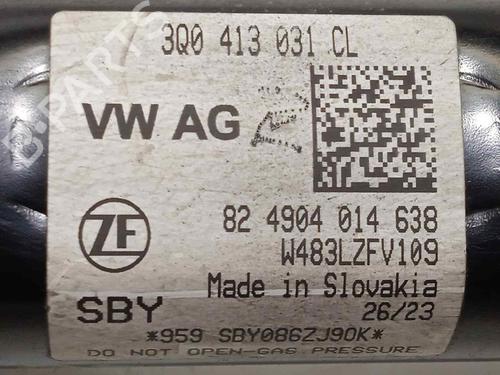 3Q0 413 031 CL
VW AG
82 4904 014 638
W483LZFV109
ZF
Made in Slovakia
SBY
26/23
*959 SBY086ZJ90K*
DO NOT OPEN-GAS PRESSURE